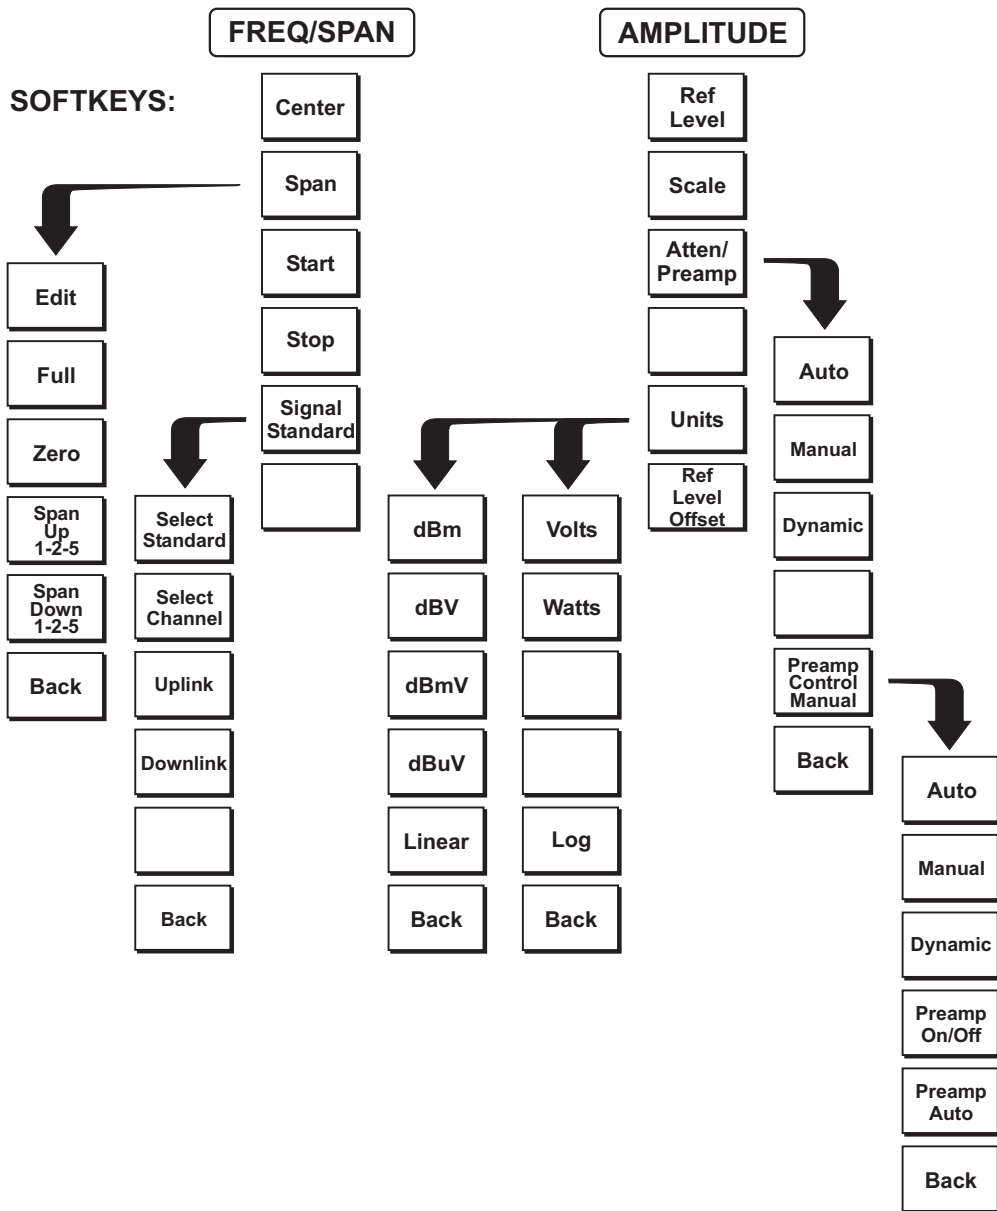 FREQ/SPAN
AMPLITUDE
SOFTKEYS:
Center
Span
Start
Stop
Signal
Standard
Edit
Full
Zero
Span
Up
1-2-5
Span
Down
1-2-5
Back
Select
Standard
Select
Channel
Uplink
Downlink
Back
Ref
Level
Scale
Atten/
Preamp
Units
Ref
Level
Offset
dBm
dBV
dBmV
dBuV
Linear
Back
Volts
Watts
Log
Back
Auto
Manual
Dynamic
Preamp
Control
Manual
Back
Auto
Manual
Dynamic
Preamp
On/Off
Preamp
Auto
Back